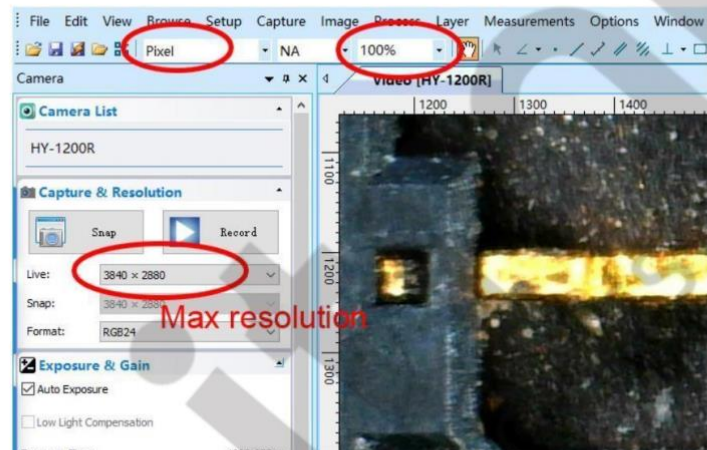 File Edit View Browse Setup Capture Image Process Layer Measurements Options Window
Pixel NA 100%
Camera
Video [HY-1200R]
Camera List
HY-1200R
Capture & Resolution
Snap Record
Live: 3840 × 2880
Snap: 3840 × 2880
Max resolution
Format: RGB24
Exposure & Gain
Auto Exposure
Low Light Compensation
1200 1300 1400
1100
1200
1300